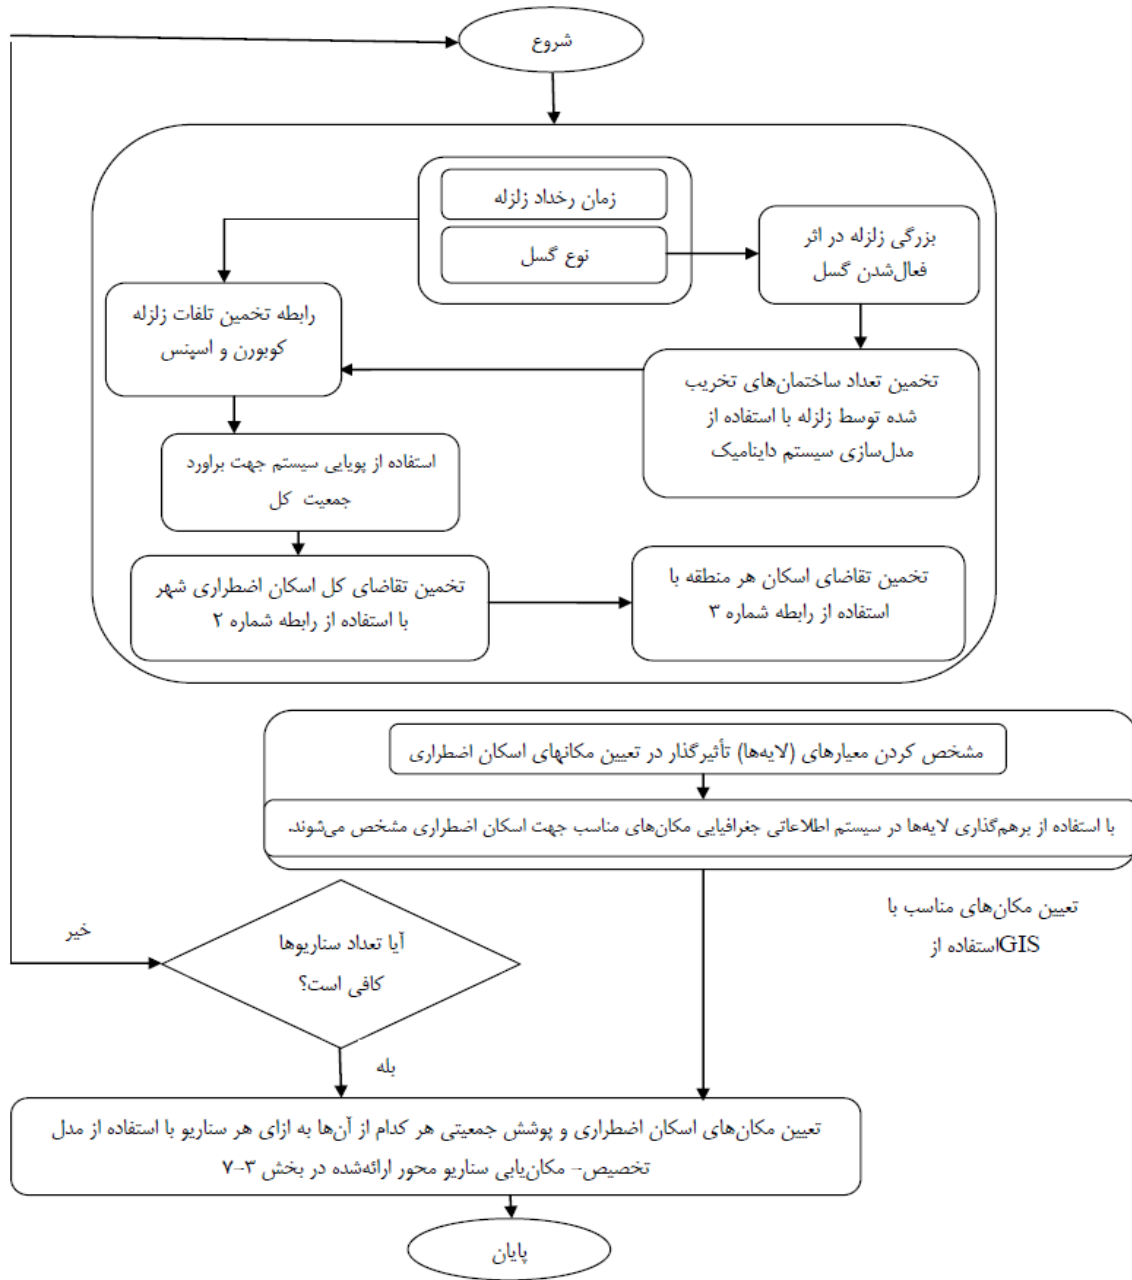 شروع
زمان رخداد زلزله
نوع گسل
بزرگی زلزله در اثر
فعال‌شدن گسل
رابطه تخمین تلفات زلزله
کوبورن و اسپنس
تخمین تعداد ساختمان‌های تخریب
شده توسط زلزله با استفاده از
مدل‌سازی سیستم داینامیک
استفاده از پویایی سیستم جهت براورد
جمعیت کل
تخمین تقاضای کل اسکان اضطراری شهر
با استفاده از رابطه شماره ۲
تخمین تقاضای اسکان هر منطقه با
استفاده از رابطه شماره ۳
مشخص کردن معیارهای (لایه‌ها) تأثیرگذار در تعیین مکانهای اسکان اضطراری
با استفاده از برهم‌گذاری لایه‌ها در سیستم اطلاعاتی جغرافیایی مکان‌های مناسب جهت اسکان اضطراری مشخص می‌شوند.
تعیین مکان‌های مناسب با
GISاستفاده از
خیر
آیا تعداد سناریوها
کافی است؟
بله
تعیین مکان‌های اسکان اضطراری و پوشش جمعیتی هر کدام از آن‌ها به ازای هر سناریو با استفاده از مدل
تخصیص- مکان‌یابی سناریو محور ارائه‌شده در بخش ۳-۷
پایان